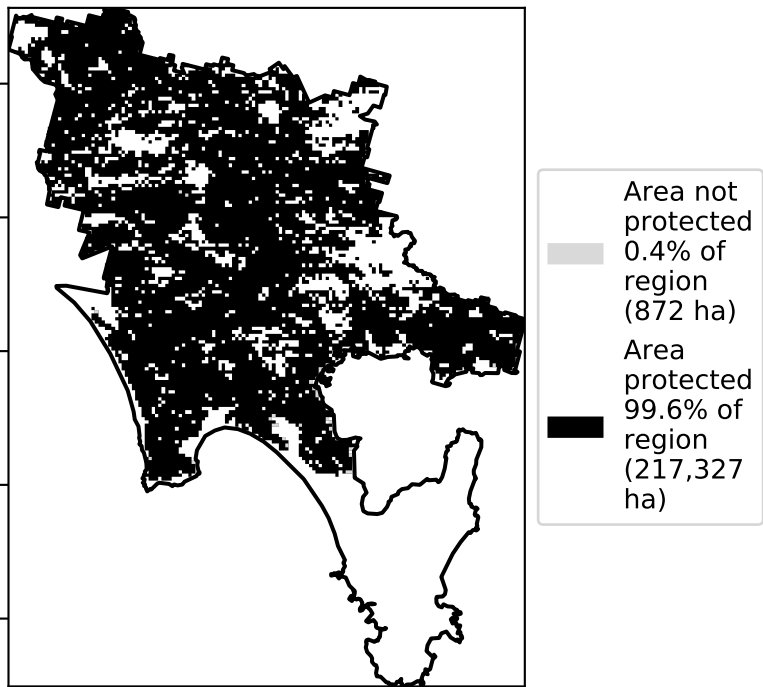 Area not
protected
0.4% of
region
(872 ha)
Area
protected
99.6% of
region
(217,327
ha)